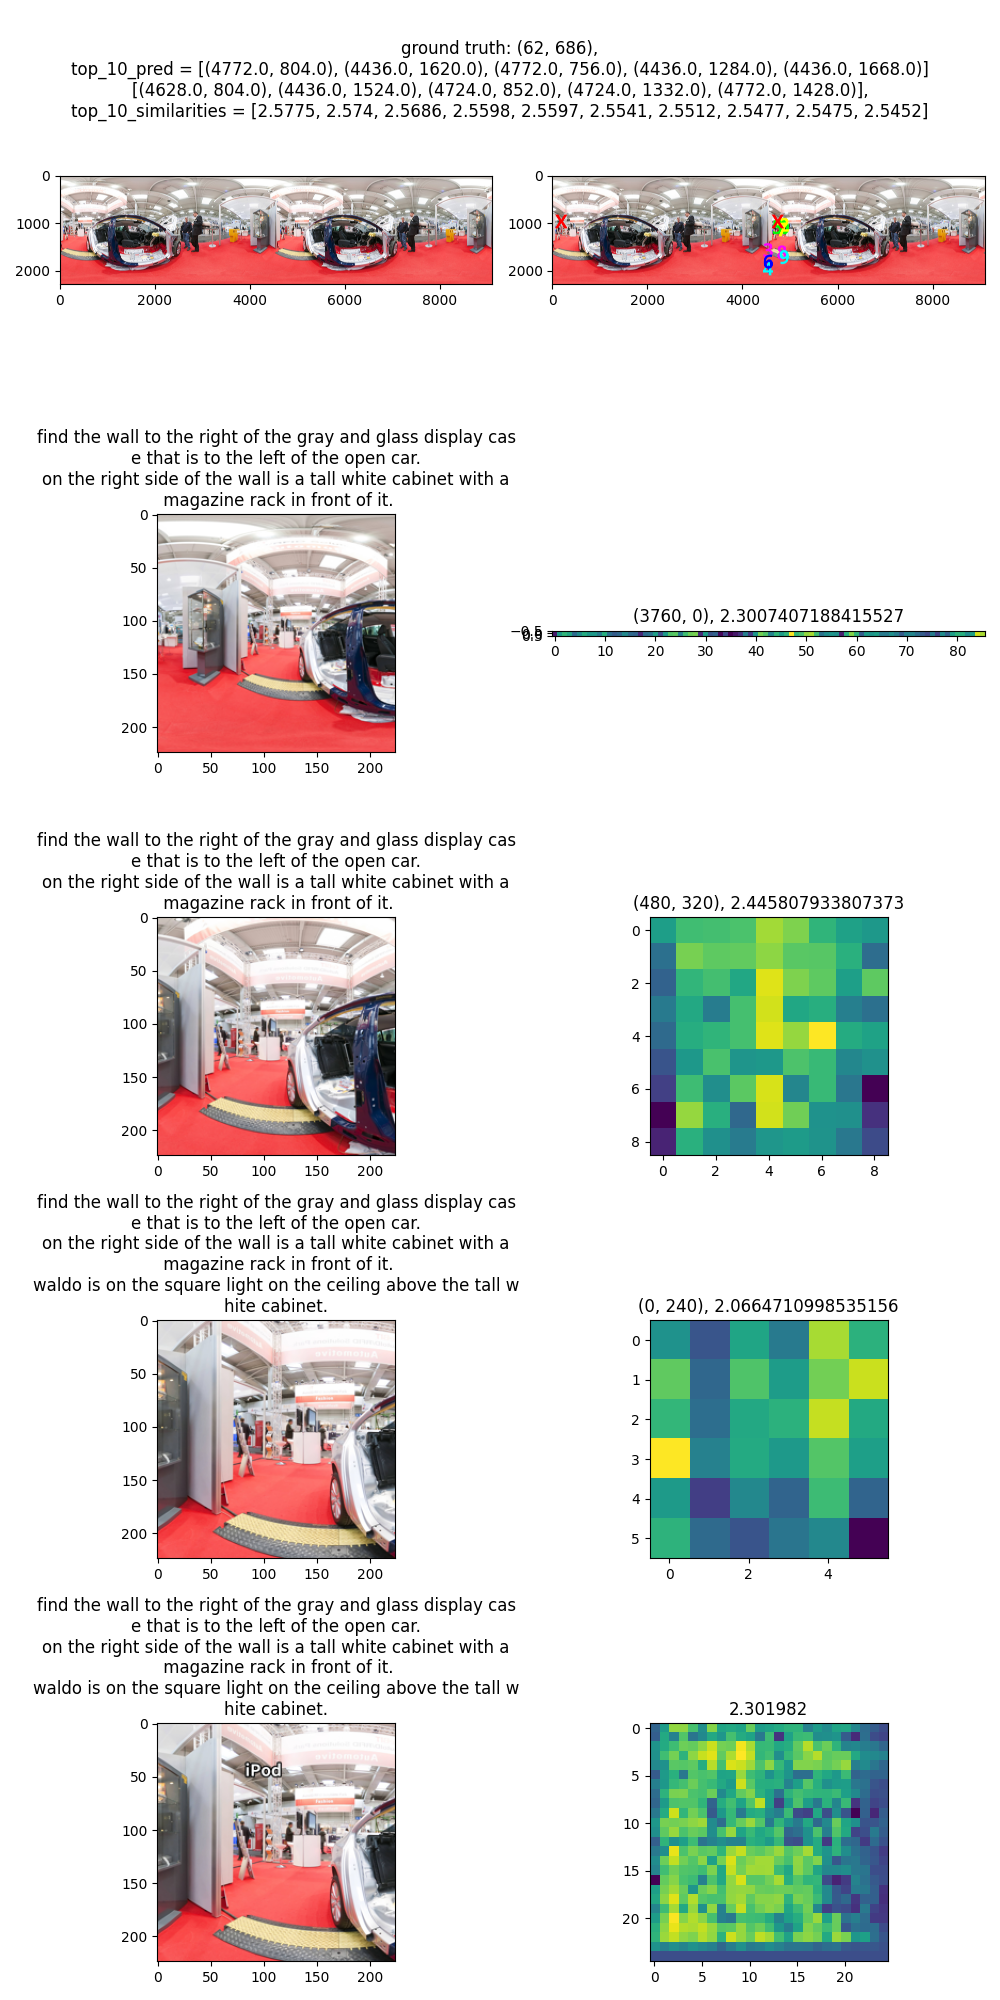 ground truth: (62, 686),
top_10_pred = [(4772.0, 804.0), (4436.0, 1620.0), (4772.0, 756.0), (4436.0, 1284.0), (4436.0, 1668.0)]
[(4628.0, 804.0), (4436.0, 1524.0), (4724.0, 852.0), (4724.0, 1332.0), (4772.0, 1428.0)],
top_10_similarities = [2.5775, 2.574, 2.5686, 2.5598, 2.5597, 2.5541, 2.5512, 2.5477, 2.5475, 2.5452]
0
1000
2000
0 2000 4000 6000 8000
0
1000
2000
0 2000 4000 6000 8000
X
X
6
9
find the wall to the right of the gray and glass display cas
e that is to the left of the open car.
on the right side of the wall is a tall white cabinet with a
magazine rack in front of it.
0
50
100
150
200
0 50 100 150 200
(3760, 0), 2.3007407188415527
0 10 20 30 40 50 60 70 80
find the wall to the right of the gray and glass display cas
e that is to the left of the open car.
on the right side of the wall is a tall white cabinet with a
magazine rack in front of it.
0
50
100
150
200
0 50 100 150 200
(480, 320), 2.445807933807373
0
2
4
6
8
0 2 4 6 8
find the wall to the right of the gray and glass display cas
e that is to the left of the open car.
on the right side of the wall is a tall white cabinet with a
magazine rack in front of it.
waldo is on the square light on the ceiling above the tall w
hite cabinet.
0
50
100
150
200
0 50 100 150 200
(0, 240), 2.0664710998535156
0
1
2
3
4
5
0 2 4
find the wall to the right of the gray and glass display cas
e that is to the left of the open car.
on the right side of the wall is a tall white cabinet with a
magazine rack in front of it.
waldo is on the square light on the ceiling above the tall w
hite cabinet.
iPod
0
50
100
150
200
0 50 100 150 200
2.301982
0
5
10
15
20
0 5 10 15 20